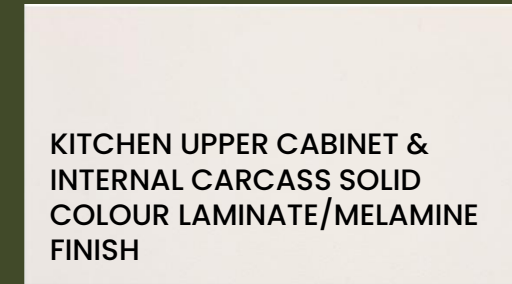 KITCHEN UPPER CABINET &
INTERNAL CARCASS SOLID
COLOUR LAMINATE/MELAMINE
FINISH